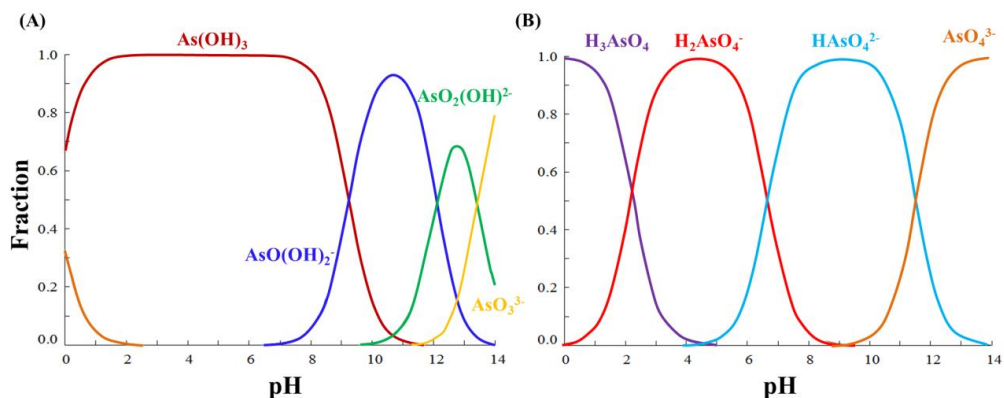 (A)
As(OH)₃
AsO₂(OH)²⁻
AsO(OH)₂⁻
AsO₃³⁻
Fraction
1.0
0.8
0.6
0.4
0.2
0.0
0 2 4 6 8 10 12 14
pH
(B)
H₃AsO₄ H₂AsO₄⁻ HAsO₄²⁻ AsO₄³⁻
1.0
0.8
0.6
0.4
0.2
0.0
0 2 4 6 8 10 12 14
pH